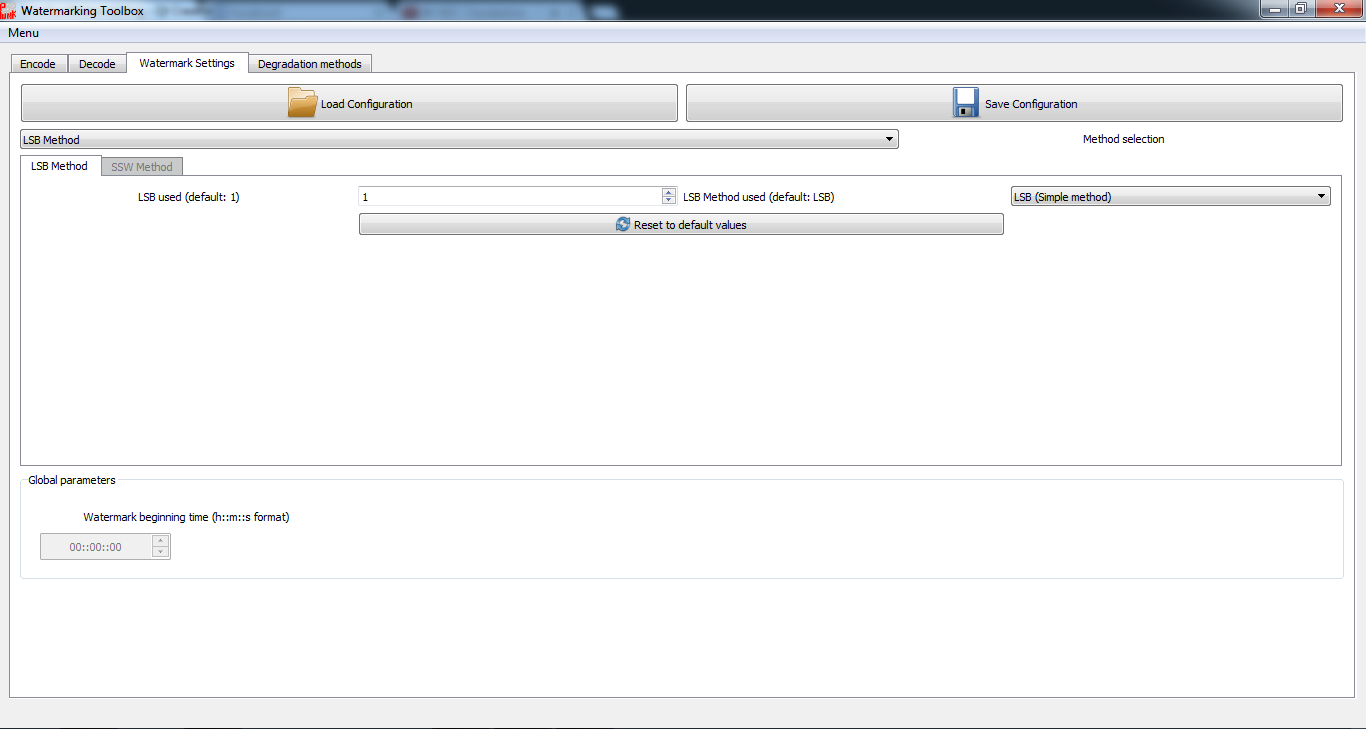 Watermarking Toolbox
Menu
Encode Decode Watermark Settings Degradation methods
Load Configuration Save Configuration
LSB Method Method selection
LSB Method SSW Method
LSB used (default: 1) 1 LSB Method used (default: LSB) LSB (Simple method)
Reset to default values
Global parameters
Watermark beginning time (h::m::s format)
00::00::00